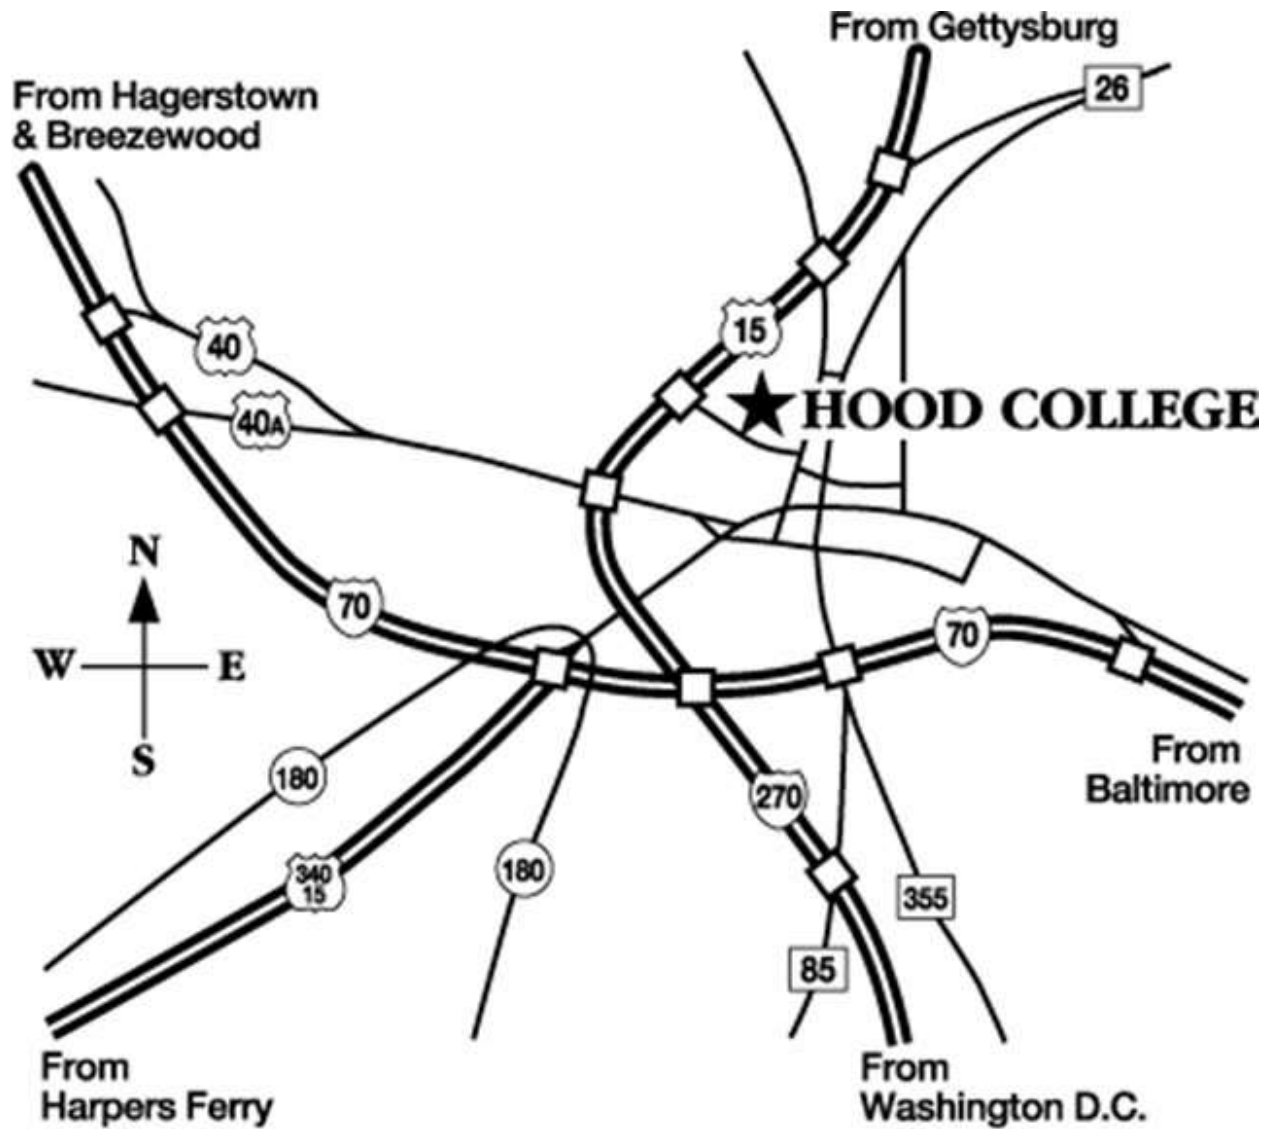 From Gettysburg
26
From Hagerstown
& Breezewood
15
40
40A
HOOD COLLEGE
N
W E
S
70
70
From
Baltimore
180
270
340
15
180
355
85
From
Harpers Ferry
From
Washington D.C.